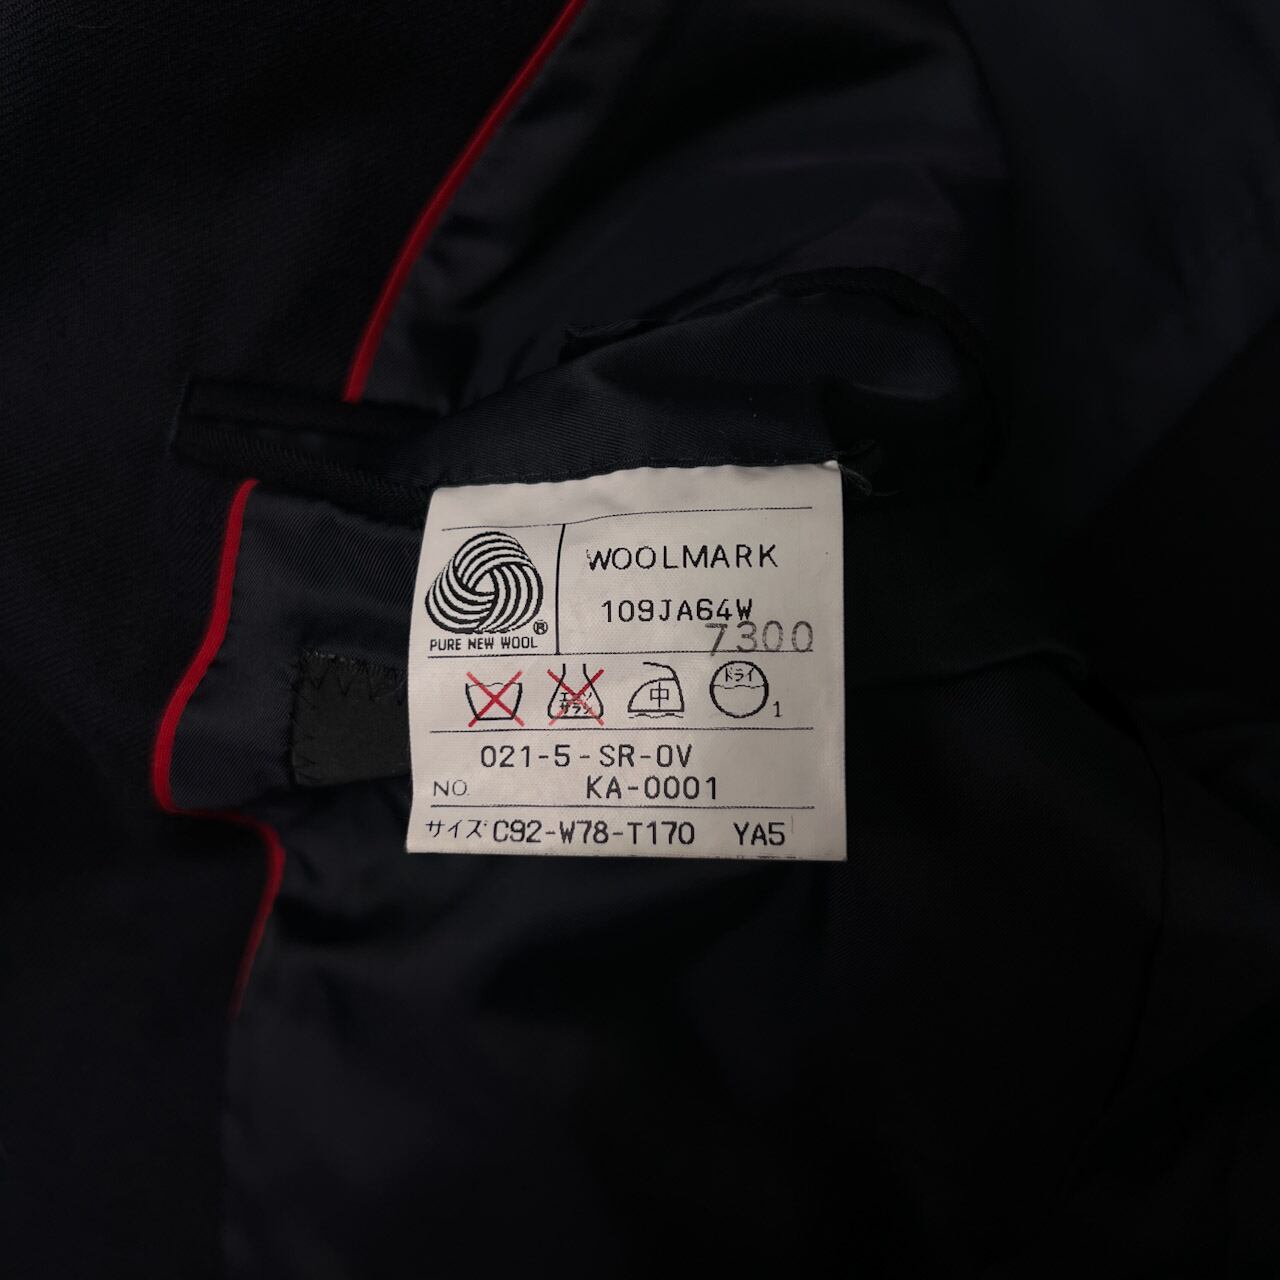 WOOLMARK
109JA64W
7300
PURE NEW WOOL ®
エンソ
サラシ
中
ドライ
1
021-5-SR-OV
NO. KA-0001
サイズ C92-W78-T170 YA5